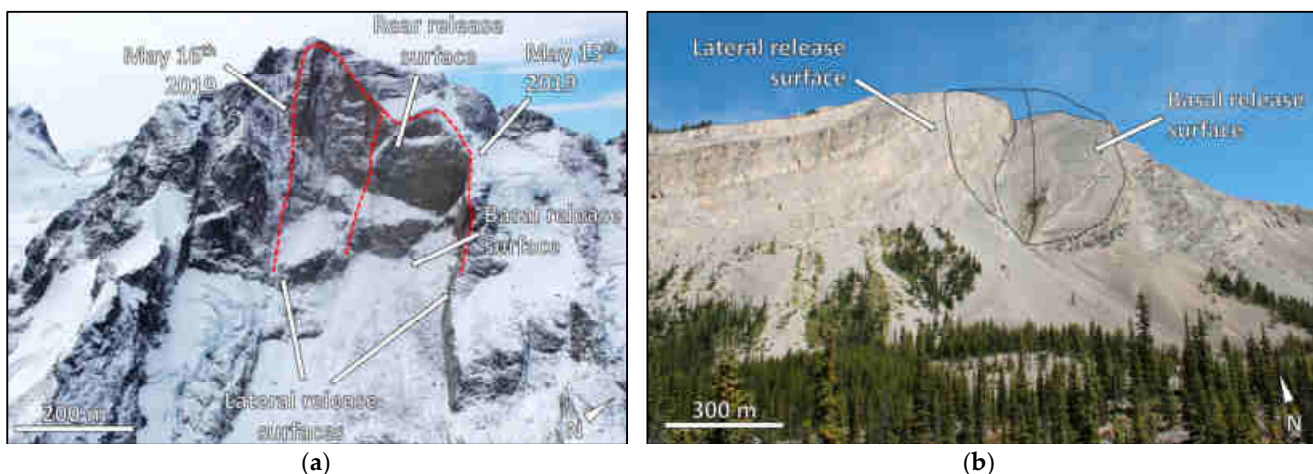 Rear release
surface
May 16th
2019
May 13th
2019
Basal release
Surface
Lateral release
surfaces
200 m
N
(a)
Lateral release
surface
Basal release
surface
300 m
N
(b)